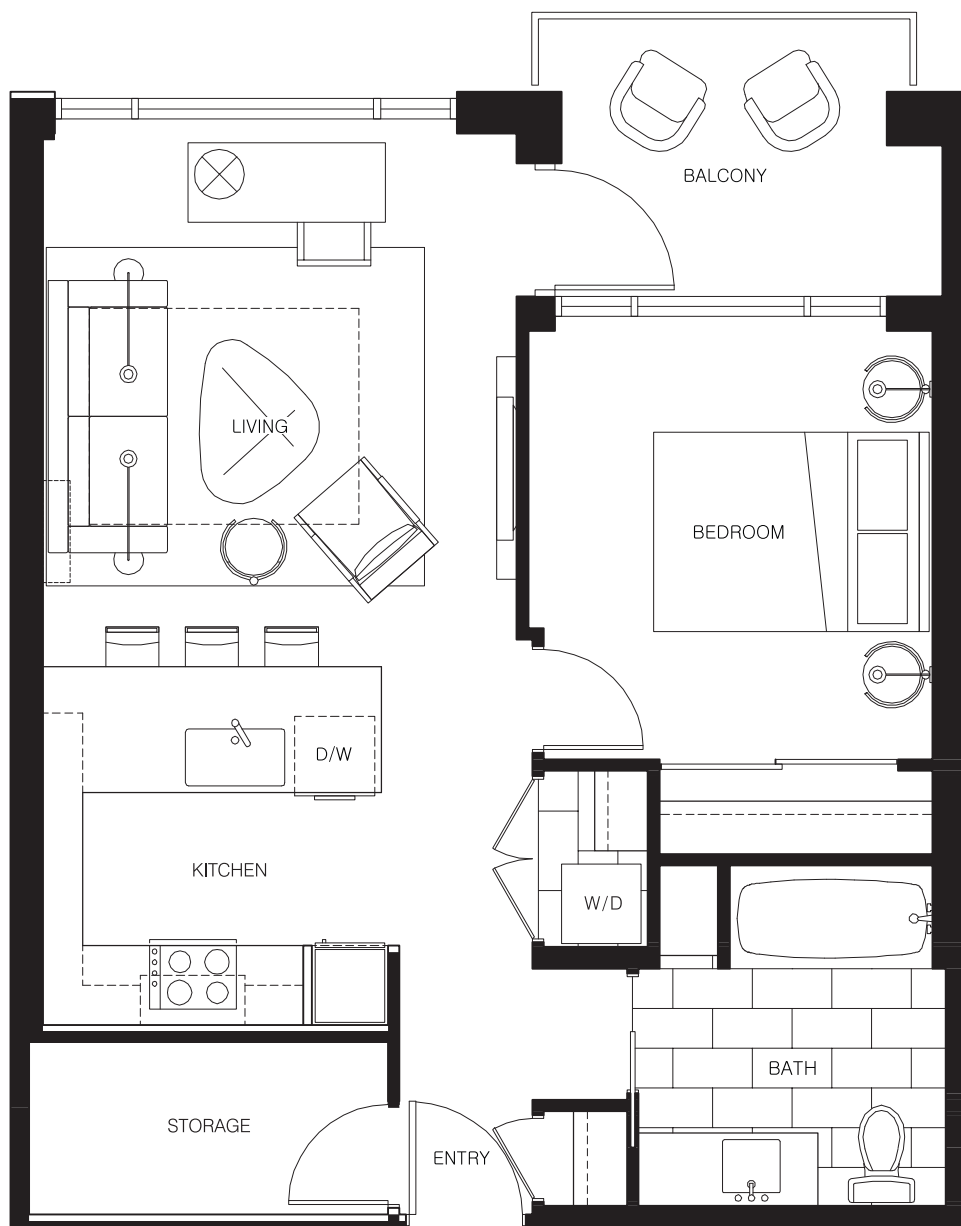 BALCONY
LIVING
BEDROOM
D/W
KITCHEN
W/D
BATH
STORAGE
ENTRY